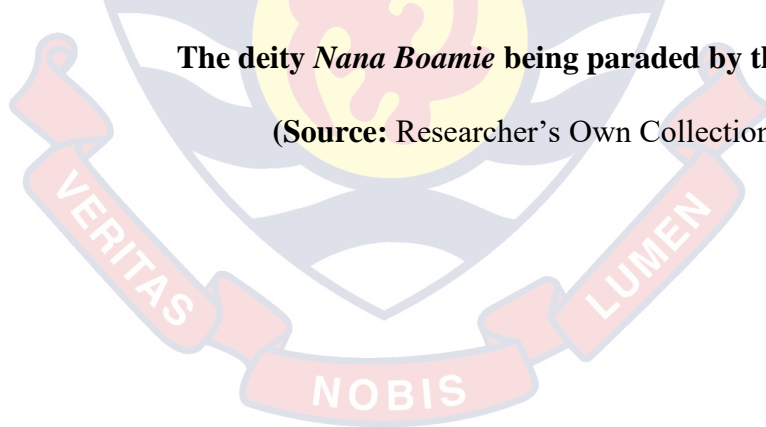 The deity Nana Boamie being paraded by th
(Source: Researcher's Own Collection
VERITAS
NOBIS
LUMEN